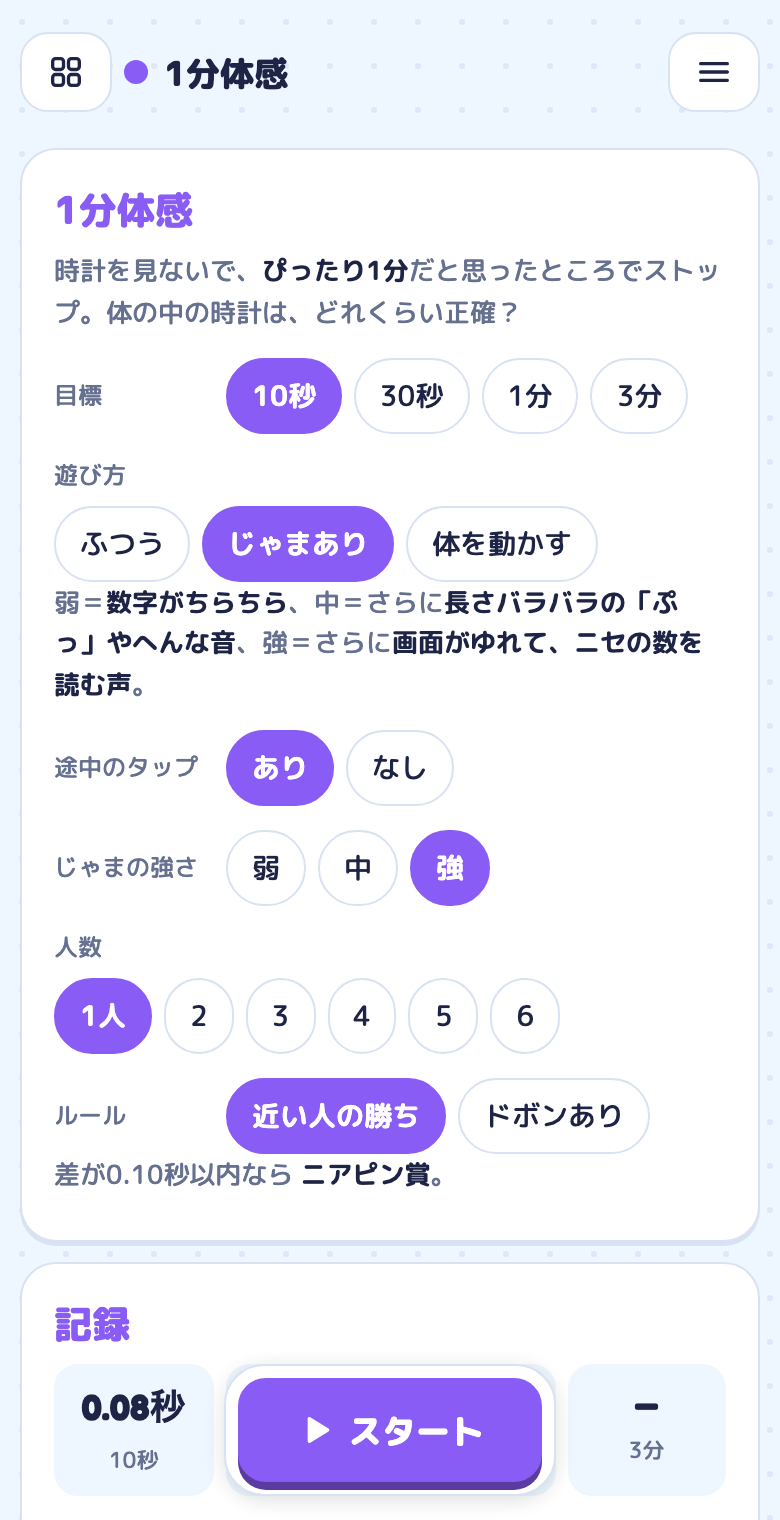 1分体感
1分体感
時計を見ないで、ぴったり1分だと思ったところでストッ
プ。体の中の時計は、どれくらい正確？
目標 10秒 30秒 1分 3分
遊び方
ふつう じゃまあり 体を動かす
弱＝数字がちらちら、中＝さらに長さバラバラの「ぷ
っ」やへんな音、強＝さらに画面がゆれて、ニセの数を
読む声。
途中のタップ あり なし
じゃまの強さ 弱 中 強
人数
1人 2 3 4 5 6
ルール 近い人の勝ち ドボンあり
差が0.10秒以内なら ニアピン賞。
記録
0.08秒 スタート –
10秒 3分